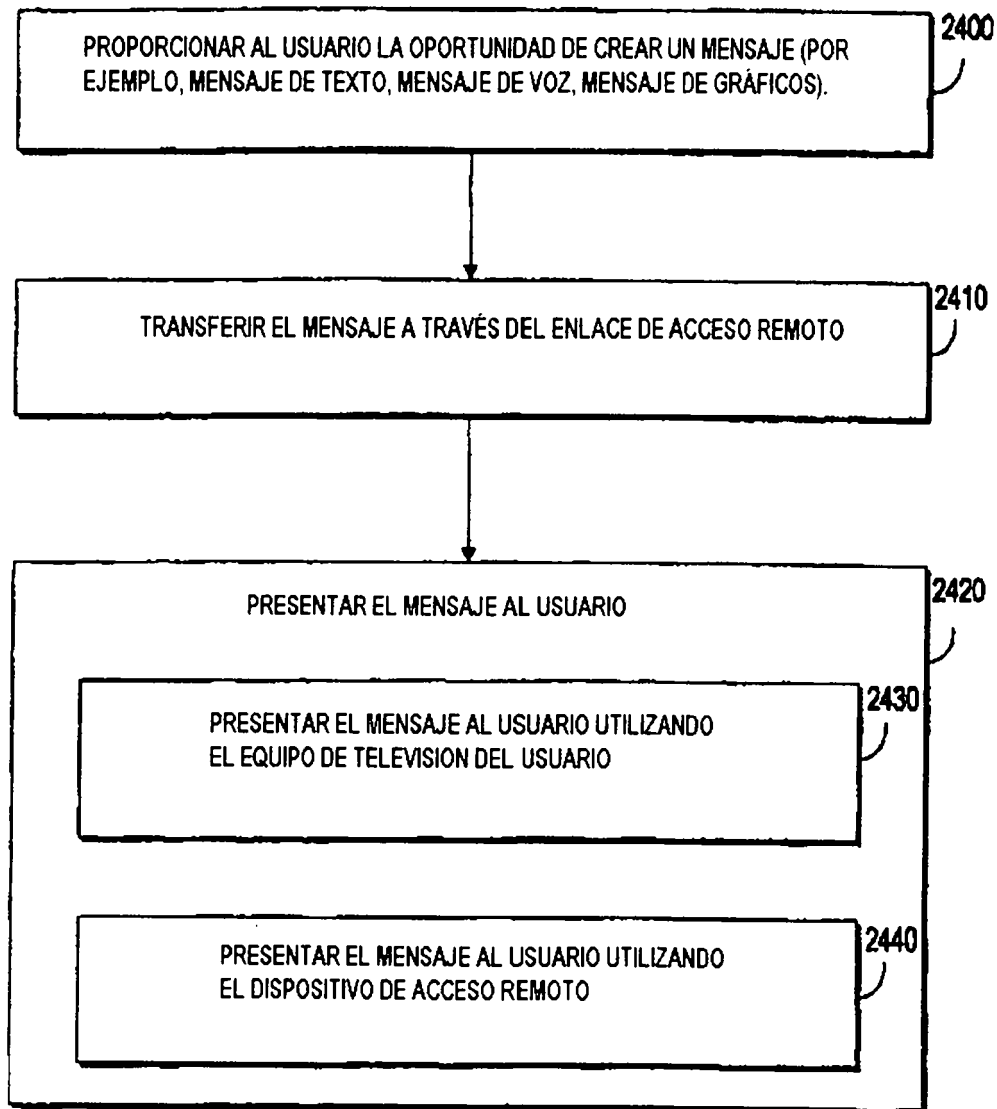 PROPORCIONAR AL USUARIO LA OPORTUNIDAD DE CREAR UN MENSAJE (POR
EJEMPLO, MENSAJE DE TEXTO, MENSAJE DE VOZ, MENSAJE DE GRÁFICOS).
2400
TRANSFERIR EL MENSAJE A TRAVÉS DEL ENLACE DE ACCESO REMOTO
2410
PRESENTAR EL MENSAJE AL USUARIO
2420
PRESENTAR EL MENSAJE AL USUARIO UTILIZANDO
EL EQUIPO DE TELEVISION DEL USUARIO
2430
PRESENTAR EL MENSAJE AL USUARIO UTILIZANDO
EL DISPOSITIVO DE ACCESO REMOTO
2440